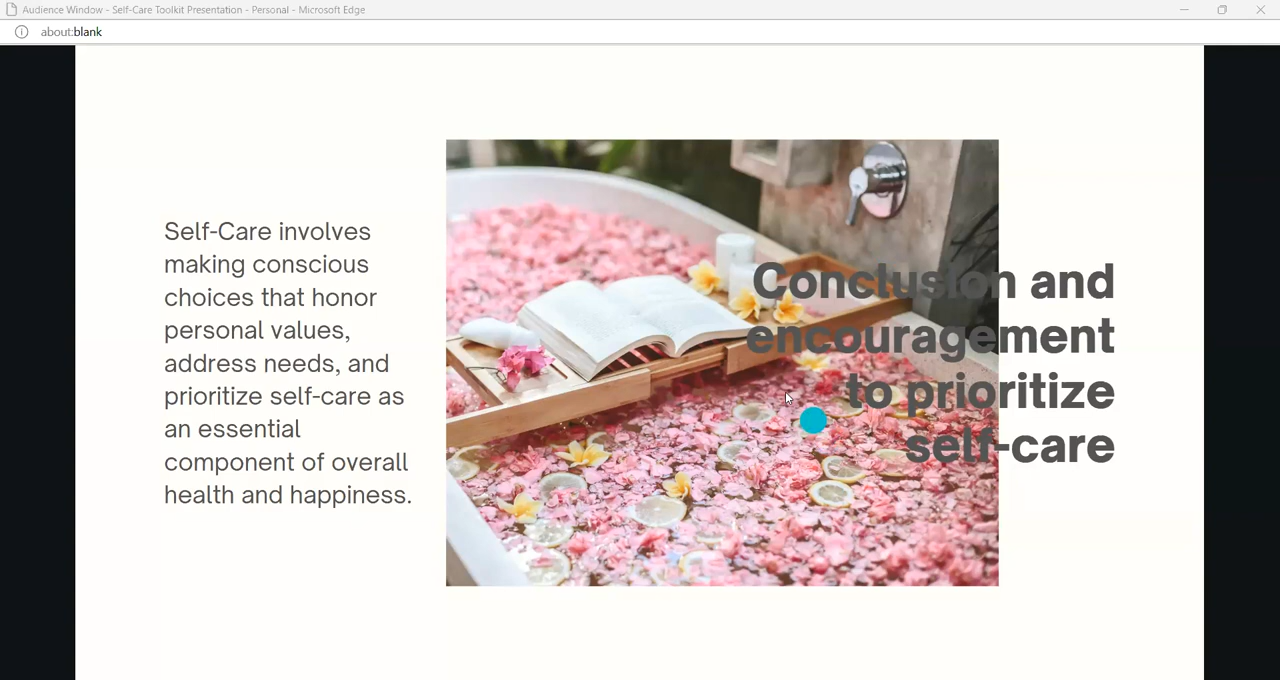 Audience Window - Self-Care Toolkit Presentation - Personal - Microsoft Edge
about:blank
Self-Care involves
making conscious
choices that honor
personal values,
address needs, and
prioritize self-care as
an essential
component of overall
health and happiness.
Conclusion and
encouragement
to prioritize
self-care